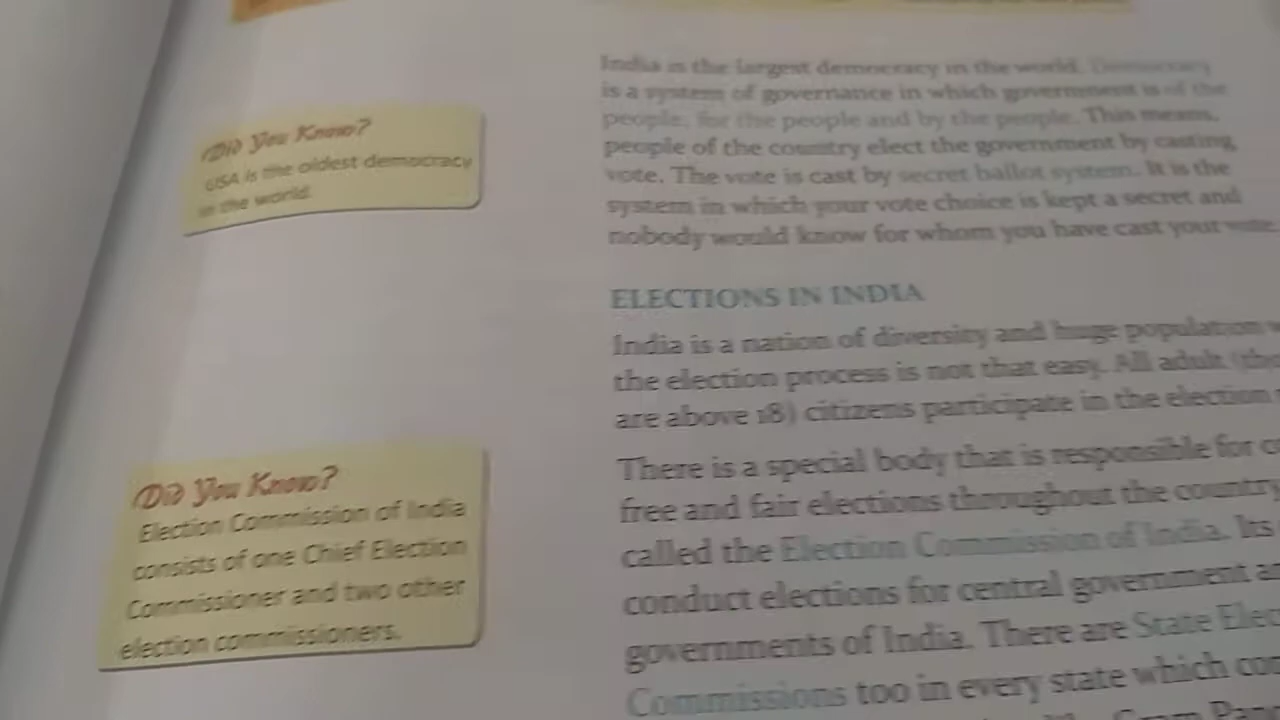 Did You Know?
USA is the oldest democracy
in the world.
Did You Know?
Election Commission of India
consists of one Chief Election
Commissioner and two other
election commissioners.
India is the largest democracy in the world. Democracy
is a system of governance in which government is of the
people, for the people and by the people. This means,
people of the country elect the government by casting
vote. The vote is cast by secret ballot system. It is the
system in which your vote choice is kept a secret and
nobody would know for whom you have cast your vote.
ELECTIONS IN INDIA
India is a nation of diversity and huge population
the election process is not that easy. All adult
are above 18) citizens participate in the election
There is a special body that is responsible for
free and fair elections throughout the country
called the Election Commission of India. Its
conduct elections for central government
governments of India. There are State
Commissions too in every state which